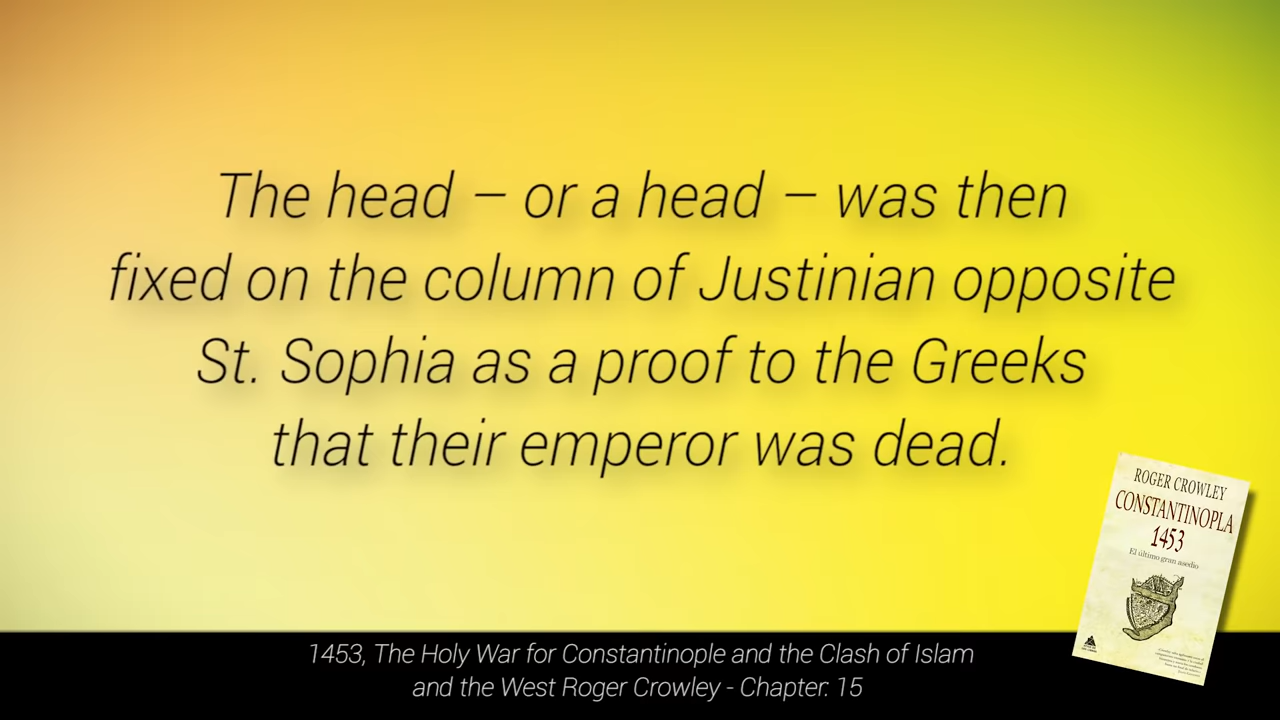 The head – or a head – was then
fixed on the column of Justinian opposite
St. Sophia as a proof to the Greeks
that their emperor was dead.
ROGER CROWLEY
CONSTANTINOPLA
1453
El último gran asedio
1453, The Holy War for Constantinople and the Clash of Islam
and the West Roger Crowley - Chapter: 15